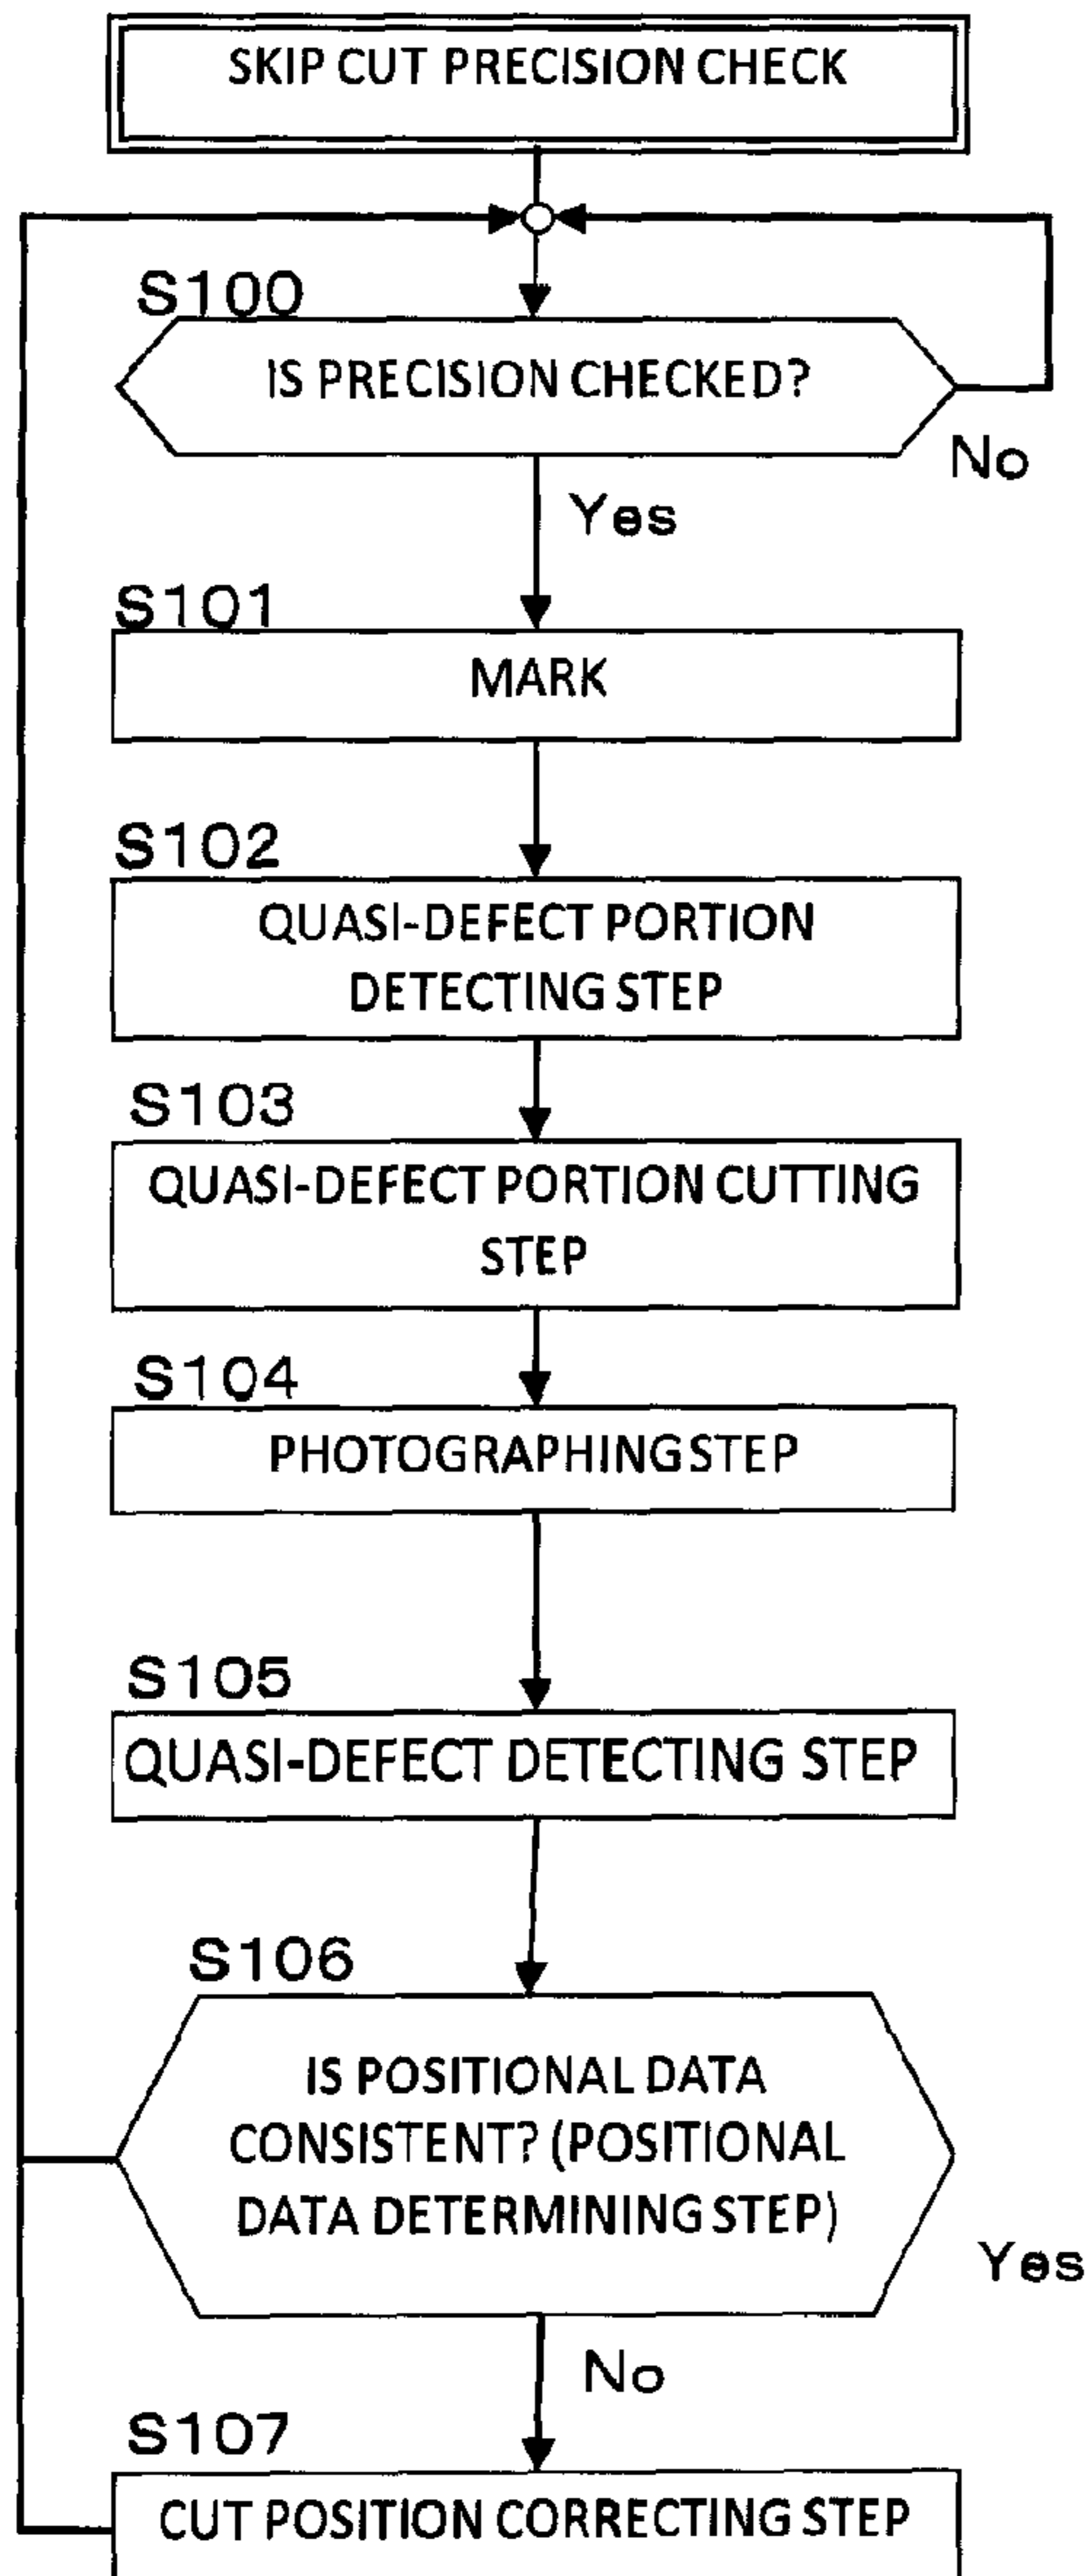 SKIP CUT PRECISION CHECK
S100
IS PRECISION CHECKED?
No
Yes
S101
MARK
S102
QUASI-DEFECT PORTION
DETECTING STEP
S103
QUASI-DEFECT PORTION CUTTING
STEP
S104
PHOTOGRAPHING STEP
S105
QUASI-DEFECT DETECTING STEP
S106
IS POSITIONAL DATA
CONSISTENT? (POSITIONAL
DATA DETERMINING STEP)
Yes
No
S107
CUT POSITION CORRECTING STEP